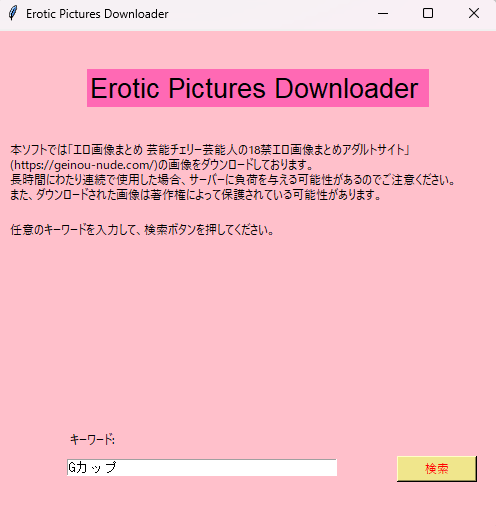 Erotic Pictures Downloader
Erotic Pictures Downloader
本ソフトでは「エロ画像まとめ 芸能チェリー芸能人の18禁エロ画像まとめアダルトサイト」
(https://geinou-nude.com/)の画像をダウンロードしております。
長時間にわたり連続で使用した場合、サーバーに負荷を与える可能性があるのでご注意ください。
また、ダウンロードされた画像は著作権によって保護されている可能性があります。
任意のキーワードを入力して、検索ボタンを押してください。
キーワード:
Gカップ
検索